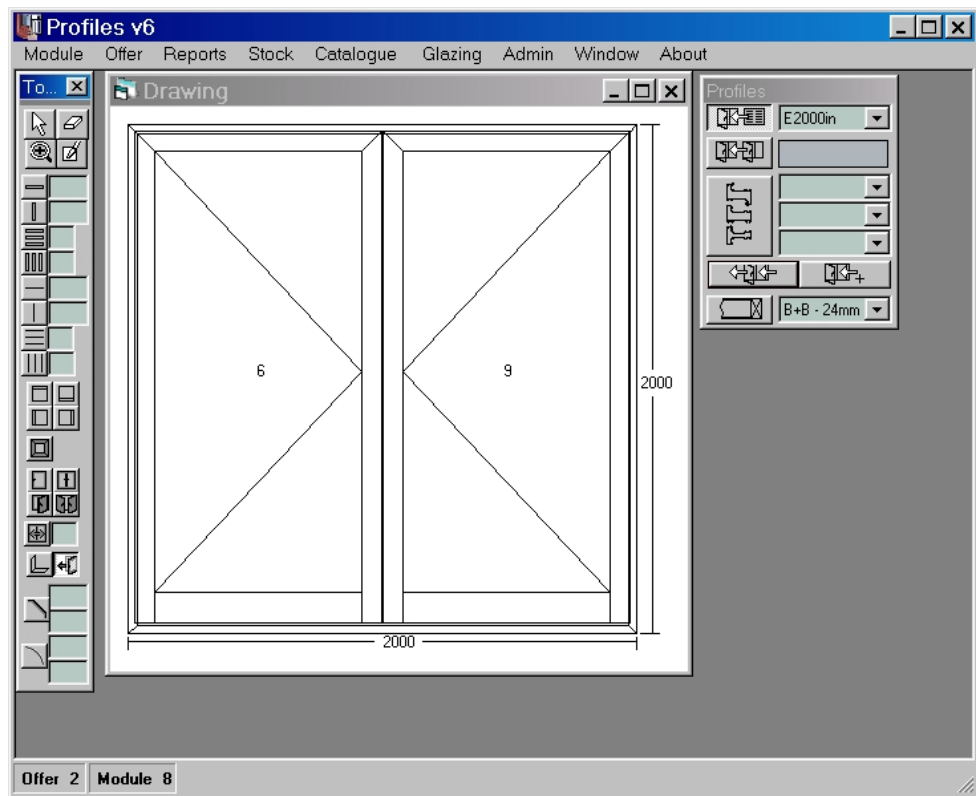 Profiles v6
Module Offer Reports Stock Catalogue Glazing Admin Window About
To...
Drawing
Profiles
E2000in
B+B - 24mm
6
9
2000
2000
Offer 2
Module 8